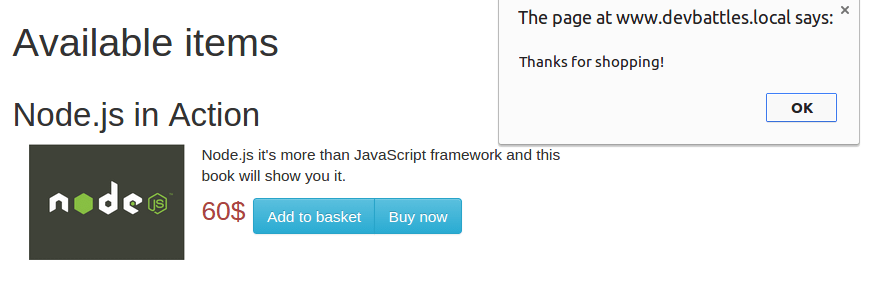 The page at www.devbattles.local says:
×
Thanks for shopping!
OK
Available items
Node.js in Action
node JS
Node.js it's more than JavaScript framework and this
book will show you it.
60$ Add to basket Buy now